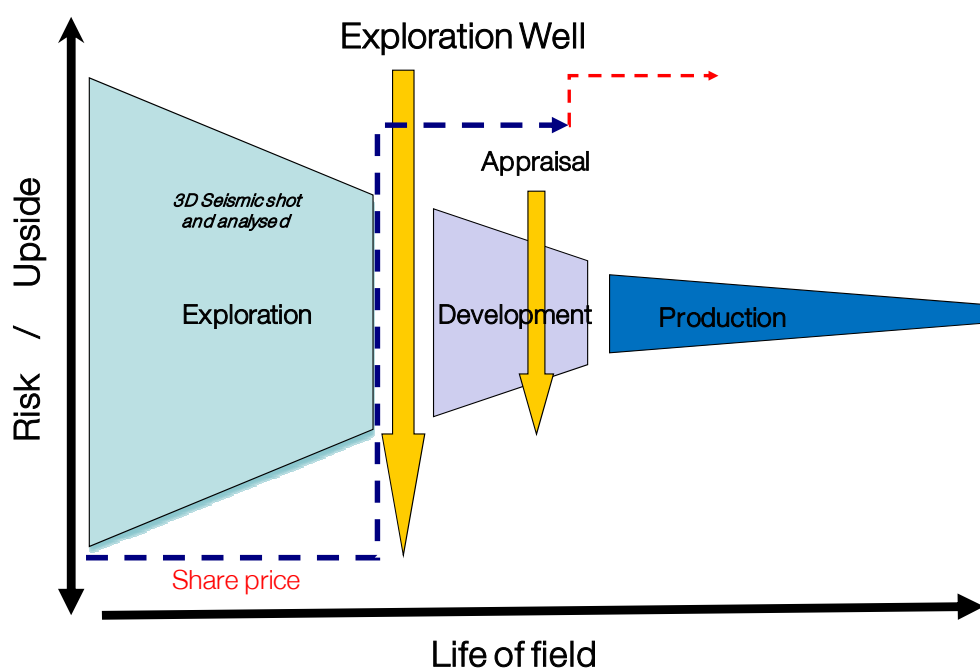 Exploration Well
Appraisal
3D Seismic shot
and analysed
Exploration
Development
Production
Risk / Upside
Share price
Life of field